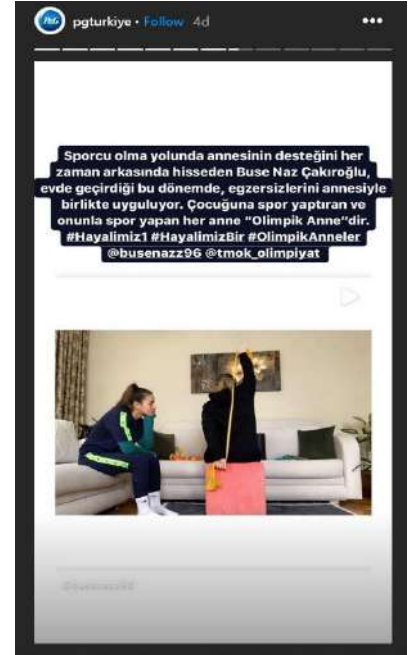 P&G
pgturkiye • Follow 4d
Sporcu olma yolunda annesinin desteğini her
zaman arkasında hisseden Buse Naz Çakıroğlu,
evde geçirdiği bu dönemde, egzersizlerini annesiyle
birlikte uyguluyor. Çocuğuna spor yaptıran ve
onunla spor yapan her anne "Olimpik Anne"dir.
#Hayalimiz1 #HayalimizBir #OlimpikAnneler
@busenazz96 @tmok_olimpiyat
@busenazz96